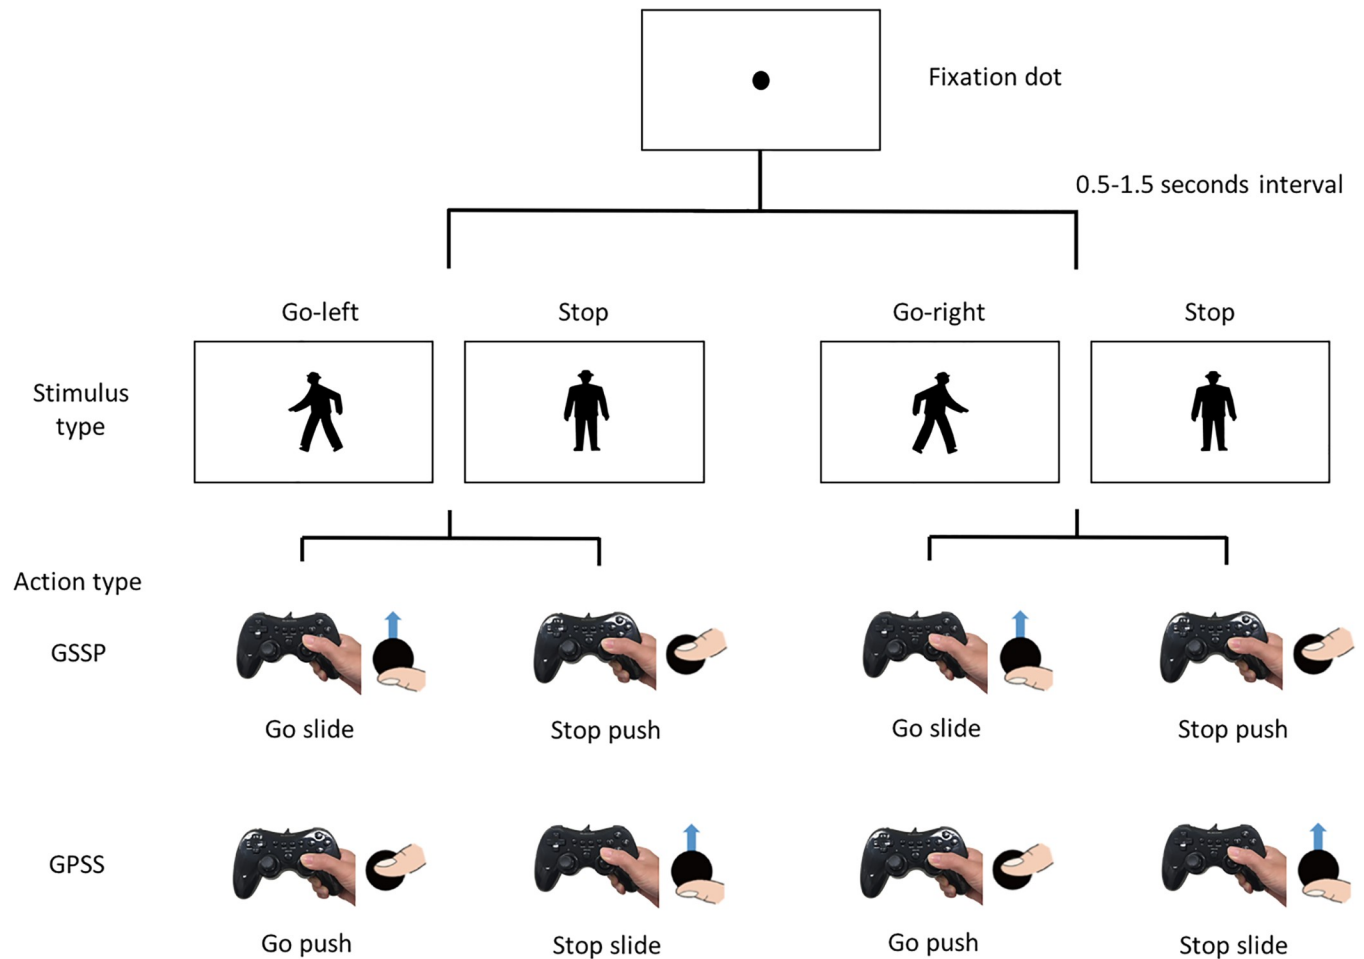 Fixation dot
0.5-1.5 seconds interval
Go-left
Stop
Go-right
Stop
Stimulus
type
Action type
GSSP
Go slide
Stop push
Go slide
Stop push
GPSS
Go push
Stop slide
Go push
Stop slide